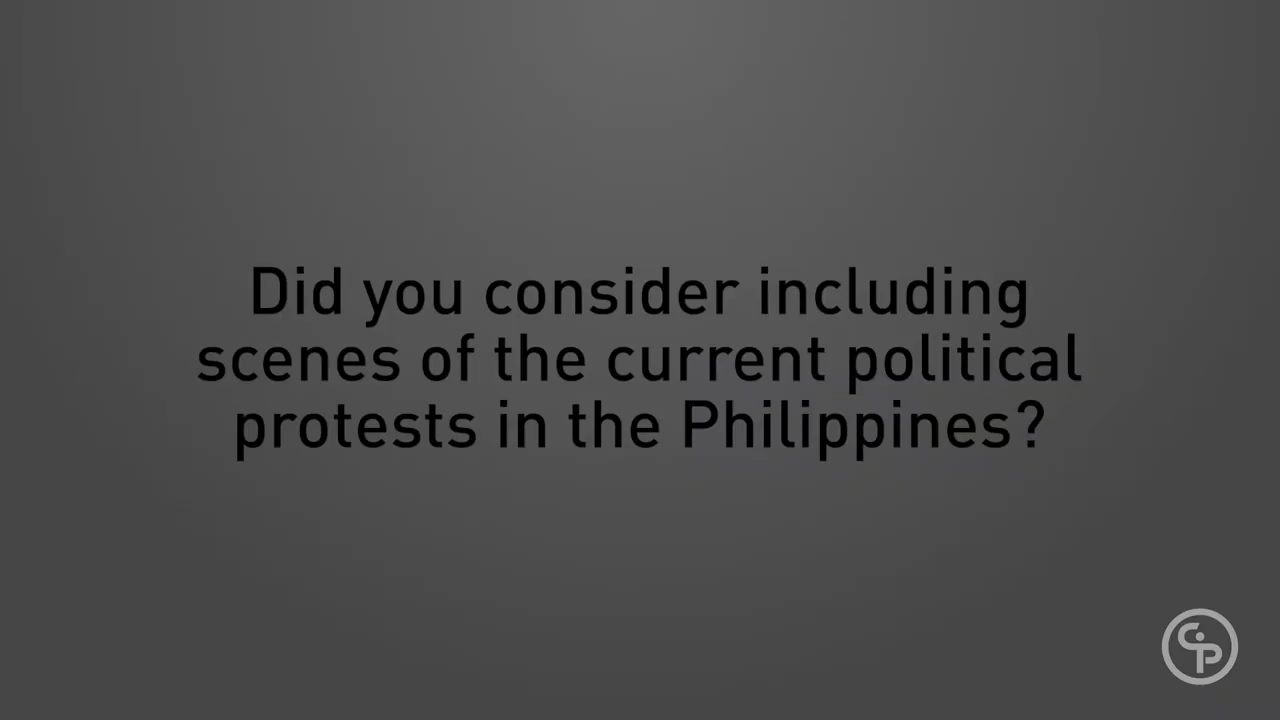 Did you consider including
scenes of the current political
protests in the Philippines?